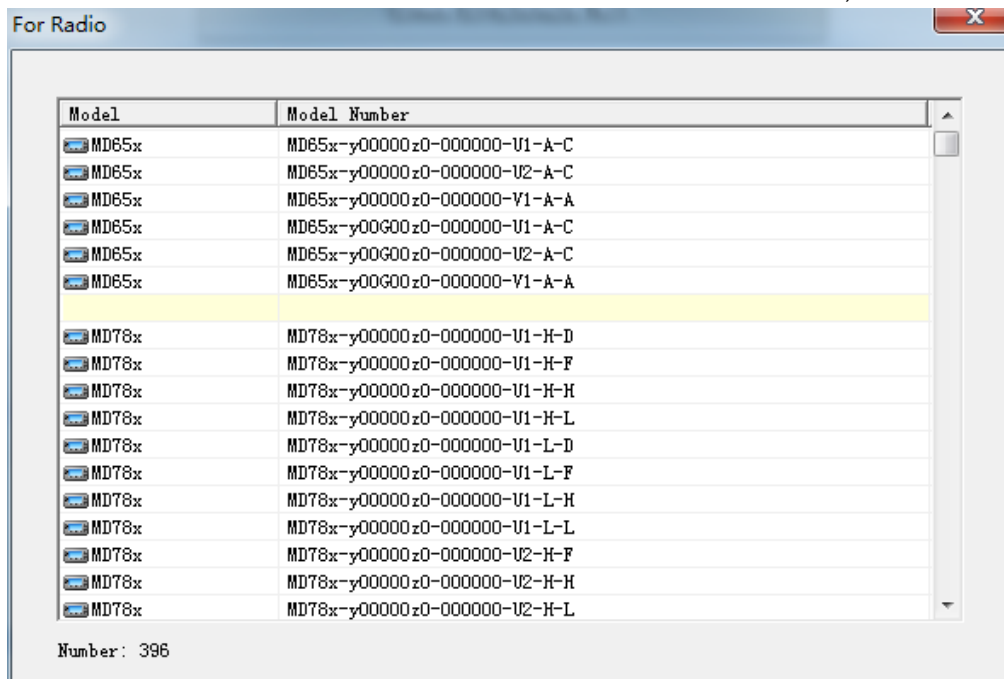 For Radio
Model Model Number
MD65x MD65x-y00000z0-000000-U1-A-C
MD65x MD65x-y00000z0-000000-U2-A-C
MD65x MD65x-y00000z0-000000-V1-A-A
MD65x MD65x-y00G00z0-000000-U1-A-C
MD65x MD65x-y00G00z0-000000-U2-A-C
MD65x MD65x-y00G00z0-000000-V1-A-A
MD78x MD78x-y00000z0-000000-U1-H-D
MD78x MD78x-y00000z0-000000-U1-H-F
MD78x MD78x-y00000z0-000000-U1-H-H
MD78x MD78x-y00000z0-000000-U1-H-L
MD78x MD78x-y00000z0-000000-U1-L-D
MD78x MD78x-y00000z0-000000-U1-L-F
MD78x MD78x-y00000z0-000000-U1-L-H
MD78x MD78x-y00000z0-000000-U1-L-L
MD78x MD78x-y00000z0-000000-U2-H-F
MD78x MD78x-y00000z0-000000-U2-H-H
MD78x MD78x-y00000z0-000000-U2-H-L
Number: 396